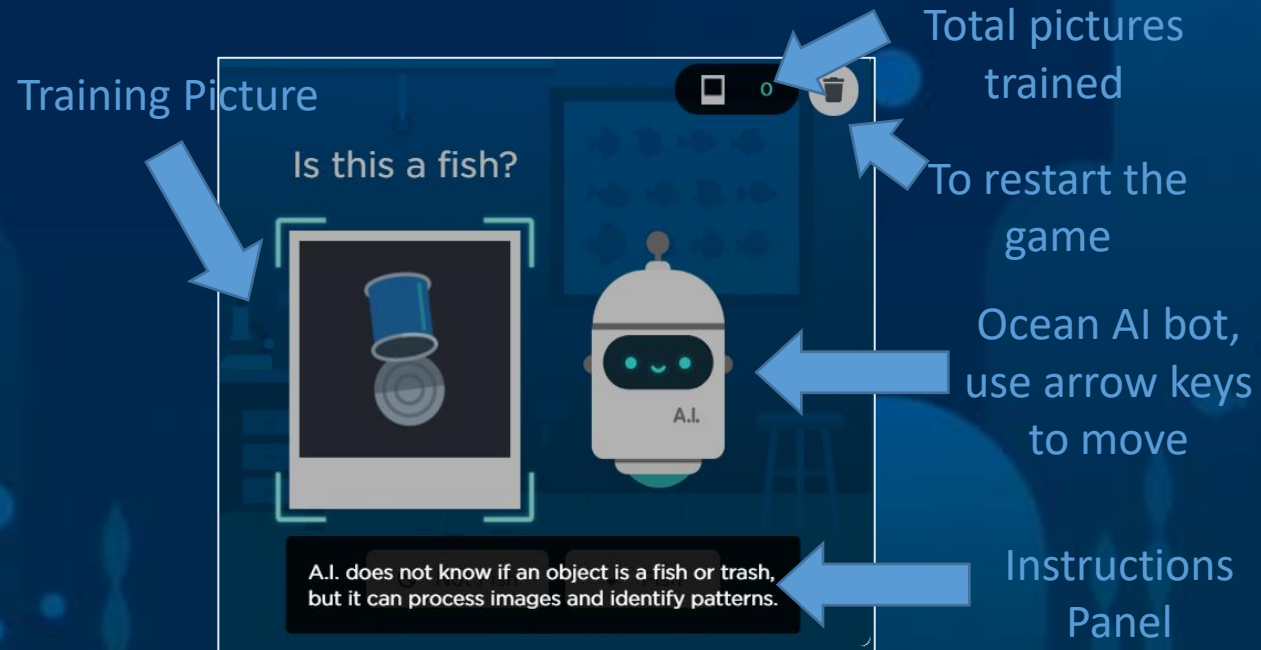 Total pictures
trained
Training Picture
0
Is this a fish?
To restart the
game
Ocean AI bot,
use arrow keys
to move
A.I.
A.I. does not know if an object is a fish or trash,
but it can process images and identify patterns.
Instructions
Panel